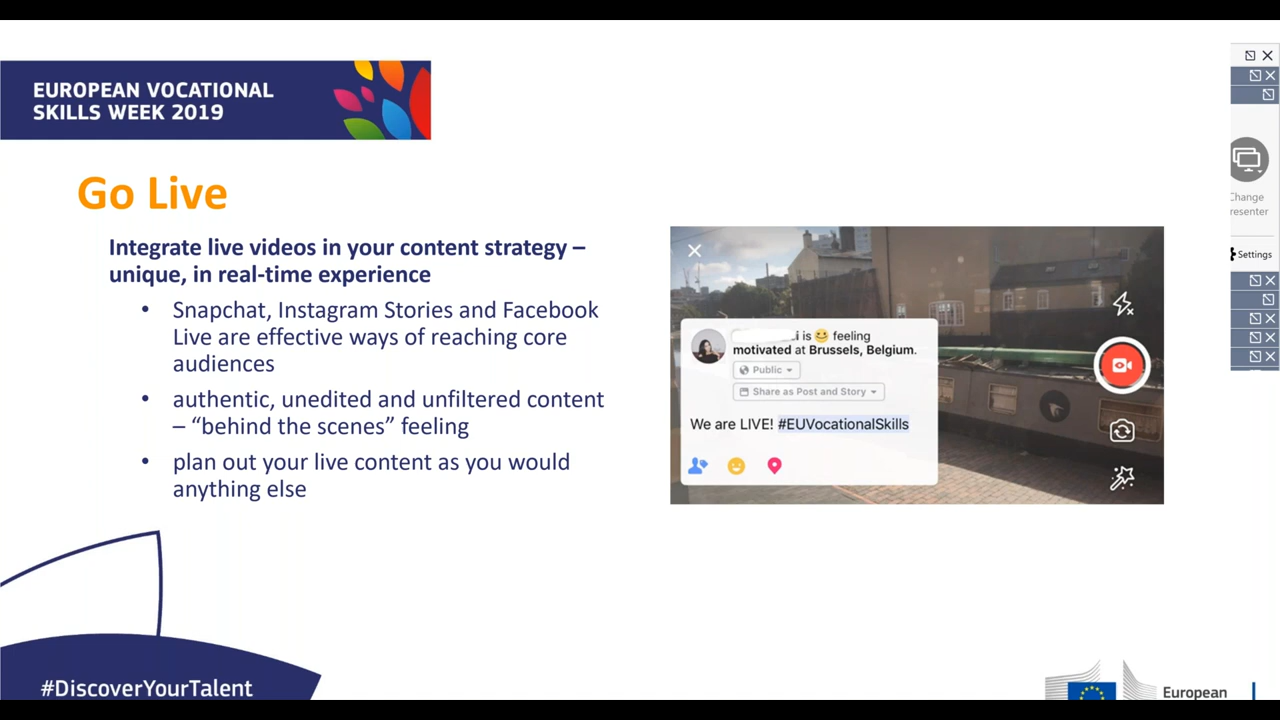 EUROPEAN VOCATIONAL
SKILLS WEEK 2019
Go Live
Integrate live videos in your content strategy –
unique, in real-time experience
• Snapchat, Instagram Stories and Facebook
Live are effective ways of reaching core
audiences
• authentic, unedited and unfiltered content
– “behind the scenes” feeling
• plan out your live content as you would
anything else
is 😆 feeling
motivated at Brussels, Belgium.
Public
Share as Post and Story
We are LIVE! #EUVocationalSkills
Settings
#DiscoverYourTalent
European